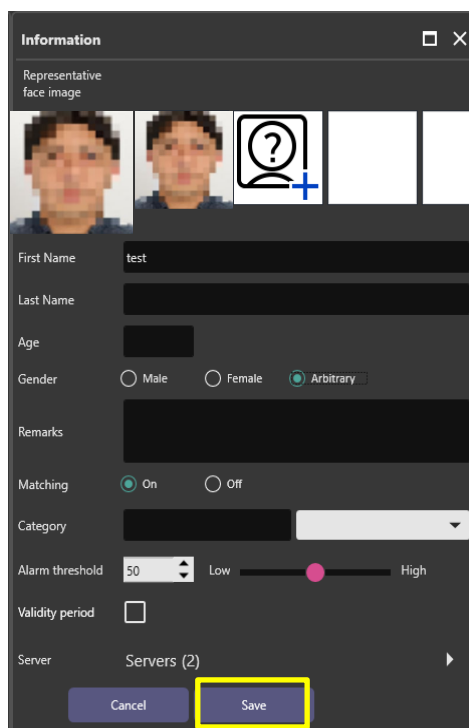 Information
Representative
face image
?
First Name test
Last Name
Age
Gender Male Female Arbitrary
Remarks
Matching On Off
Category
Alarm threshold 50 Low High
Validity period
Server Servers (2)
Cancel Save